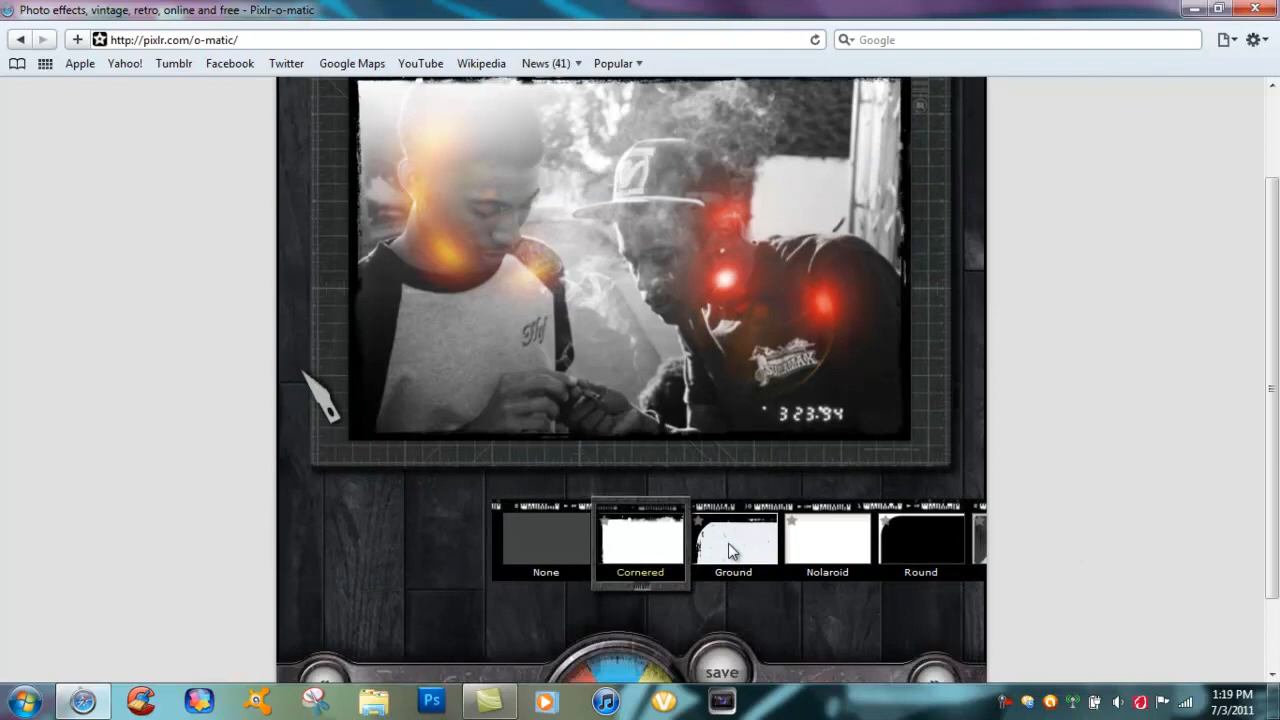 Photo effects, vintage, retro, online and free - Pixlr-o-matic
http://pixlr.com/o-matic/
Google
Apple Yahoo! Tumblr Facebook Twitter Google Maps YouTube Wikipedia News (41) Popular
3 23.'94
None Cornered Ground Nolaroid Round
save
Ps
1:19 PM
7/3/2011